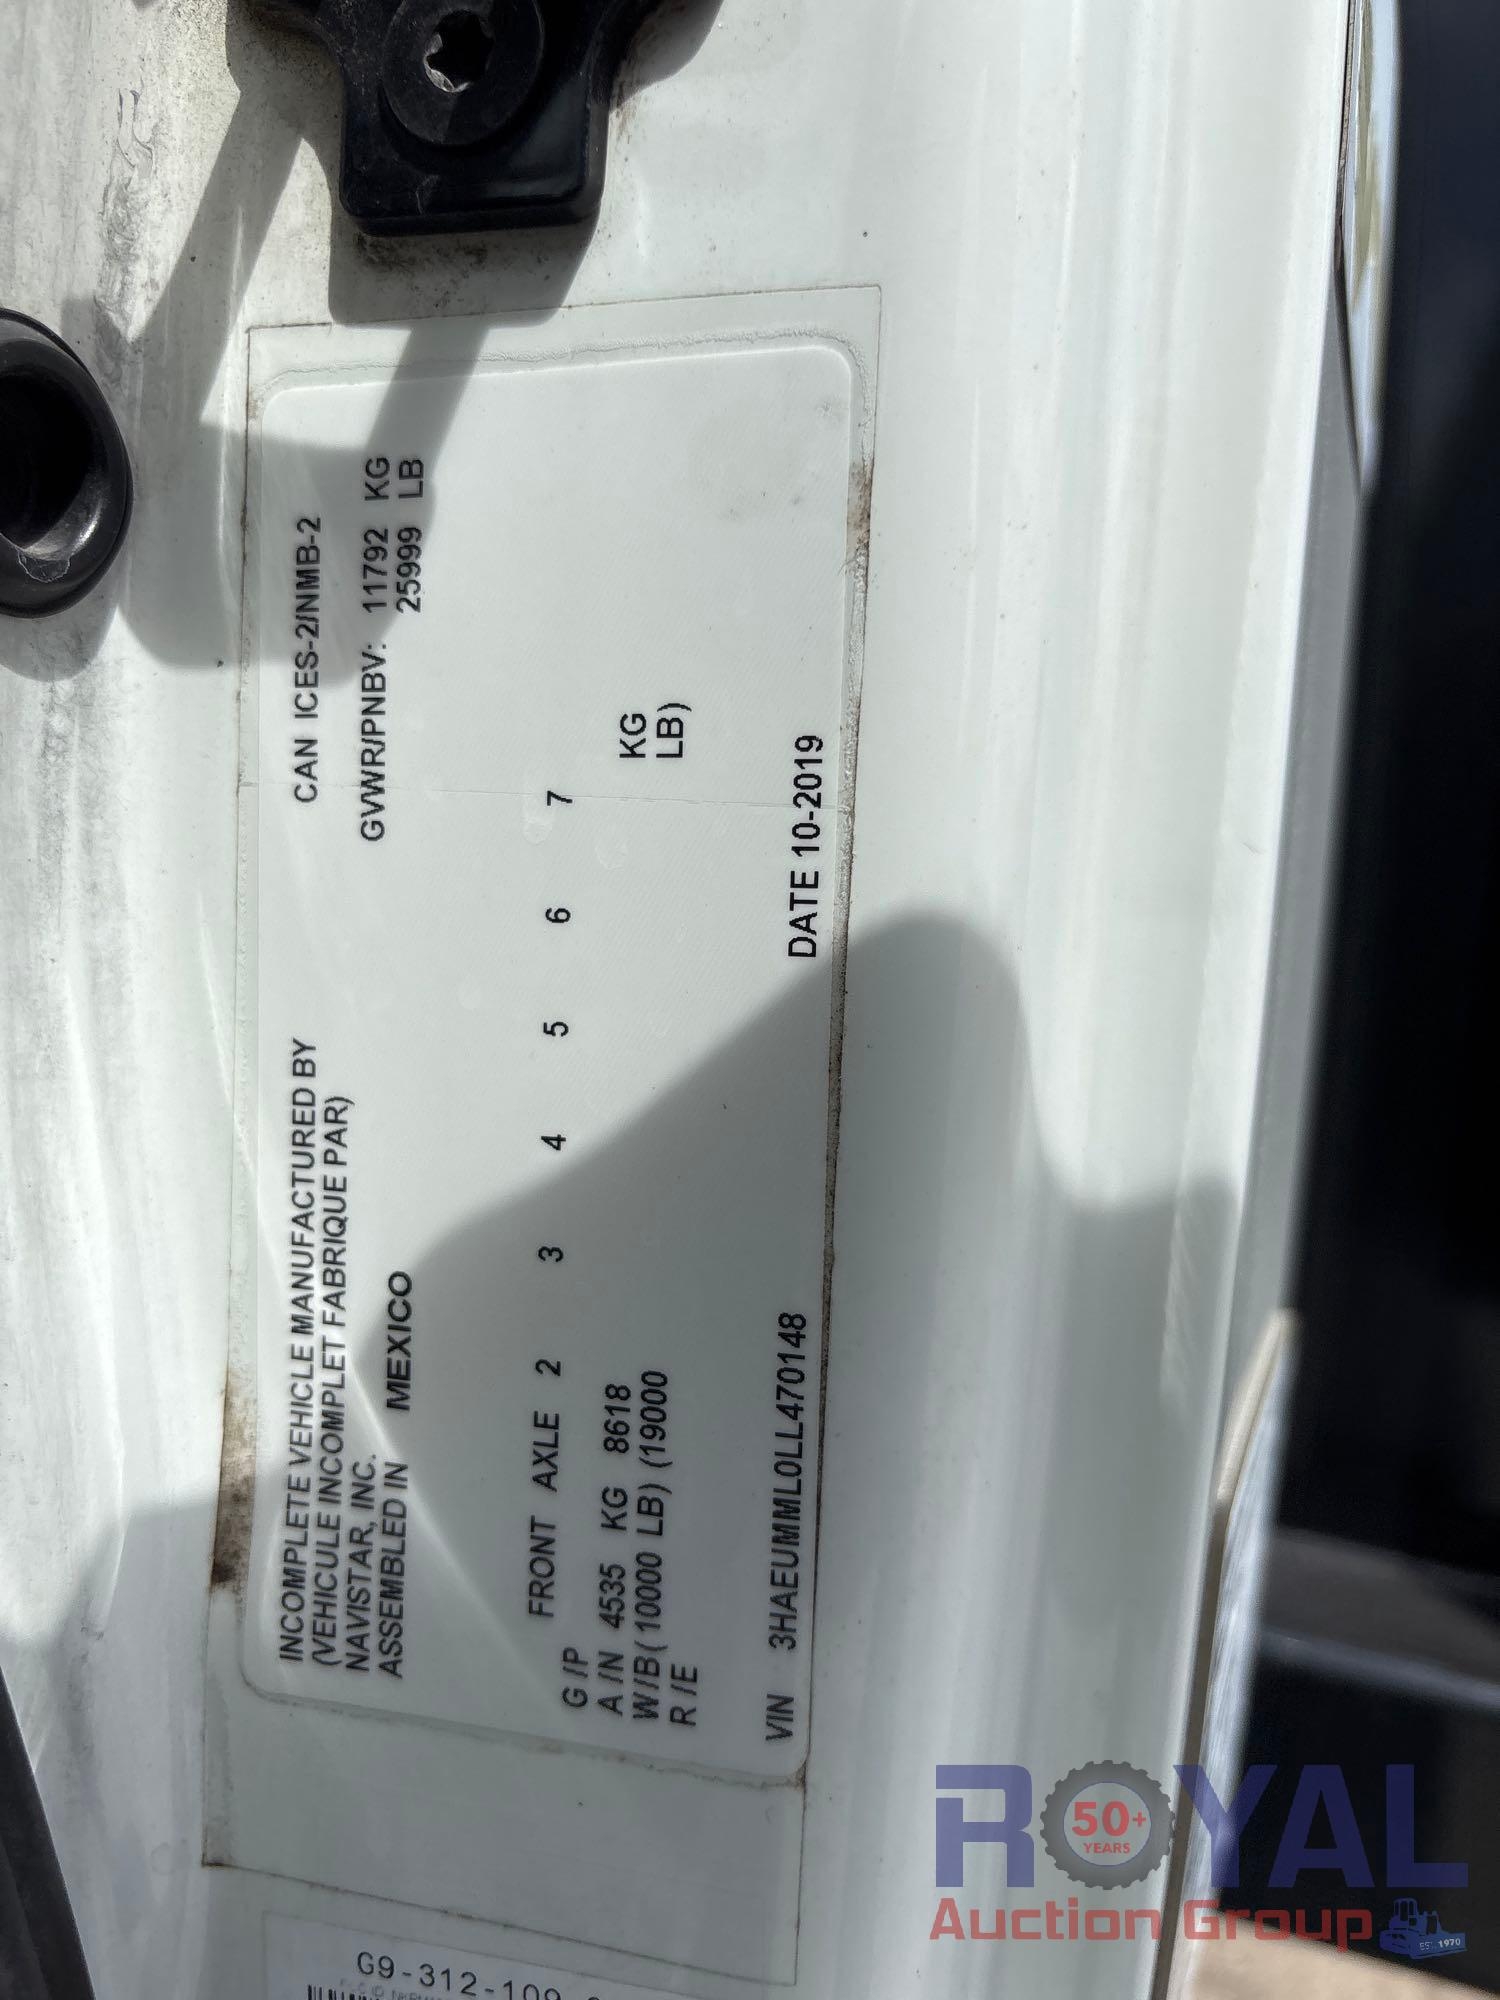 INCOMPLETE VEHICLE MANUFACTURED BY
(VEHICULE INCOMPLET FABRIQUE PAR)
NAVISTAR, INC.
ASSEMBLED IN MEXICO
CAN ICES-2/NMB-2
GVWR/PNBV: 11792 KG
25999 LB
FRONT AXLE 2 3 4 5 6 7
G /P
A /N 4535 KG 8618 KG
W/B(10000 LB) (19000 LB)
R /E
VIN 3HAEUMML0LL470148 DATE 10-2019
G9-312-109
ROYAL
50+
YEARS
Auction Group
EST. 1970